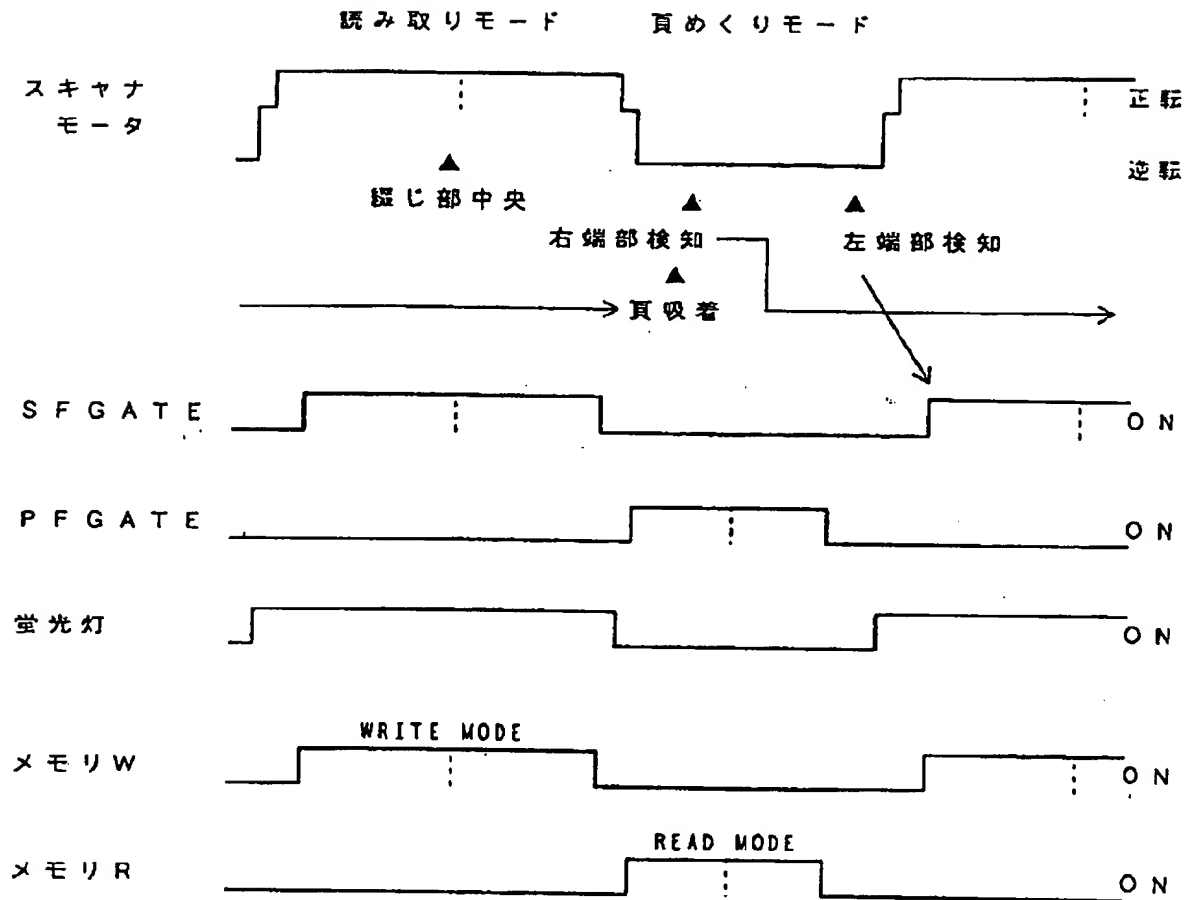 読み取りモード 頁めくりモード
スキャナ
モータ
正転
逆転
綴じ部中央
右端部検知
左端部検知
頁吸着
SFGATE
ON
PFGATE
ON
蛍光灯
ON
WRITE MODE
メモリW
ON
READ MODE
メモリR
ON